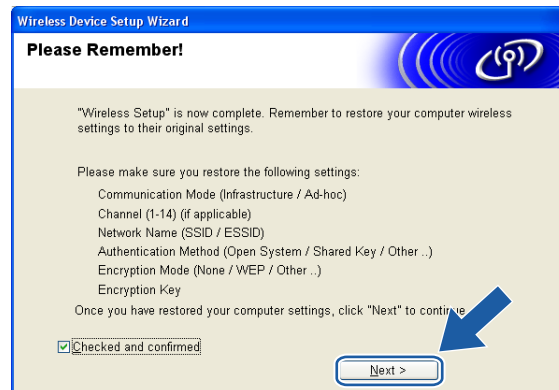 Wireless Device Setup Wizard
Please Remember!
"Wireless Setup" is now complete. Remember to restore your computer wireless
settings to their original settings.
Please make sure you restore the following settings:
Communication Mode (Infrastructure / Ad-hoc)
Channel (1-14) (if applicable)
Network Name (SSID / ESSID)
Authentication Method (Open System / Shared Key / Other ..)
Encryption Mode (None / WEP / Other ..)
Encryption Key
Once you have restored your computer settings, click "Next" to continue
Checked and confirmed
Next >